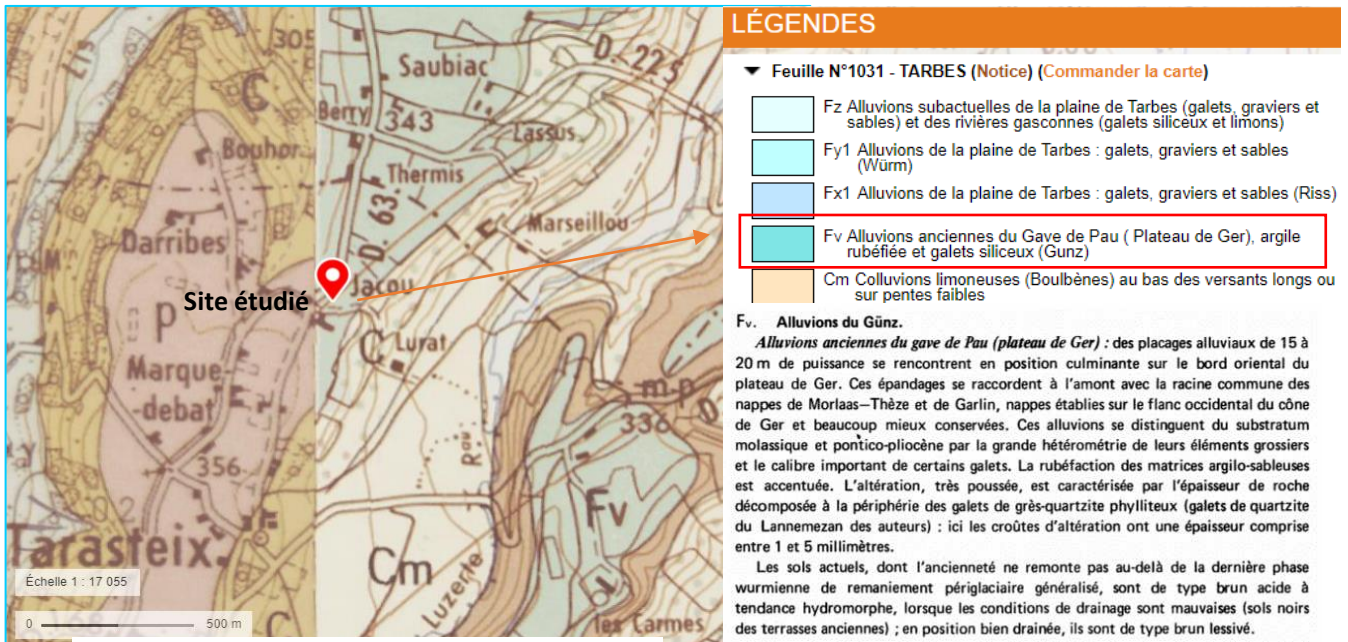 305
Lis
C
Saubiac
D. 225
Berry
343
Lassus
Bouhor
Thermis
D. 63
Marseillou
Darribes
Jacou
Site étudié
p
C
Lurat
Marque-
-debat
m-p
336
Rau
356
Fv
Tarasteix.
Cm
Luzerte
C
les Carmes
Échelle 1 : 17 055
0 500 m
LÉGENDES
Feuille N°1031 - TARBES (Notice) (Commander la carte)
Fz Alluvions subactuelles de la plaine de Tarbes (galets, graviers et
sables) et des rivières gasconnes (galets siliceux et limons)
Fy1 Alluvions de la plaine de Tarbes : galets, graviers et sables
(Würm)
Fx1 Alluvions de la plaine de Tarbes : galets, graviers et sables (Riss)
Fv Alluvions anciennes du Gave de Pau ( Plateau de Ger), argile
rubéfiée et galets siliceux (Gunz)
Cm Colluvions limoneuses (Boulbènes) au bas des versants longs ou
sur pentes faibles
Fv. Alluvions du Günz.
Alluvions anciennes du gave de Pau (plateau de Ger) : des placages alluviaux de 15 à
20 m de puissance se rencontrent en position culminante sur le bord oriental du
plateau de Ger. Ces épandages se raccordent à l'amont avec la racine commune des
nappes de Morlaas—Thèze et de Garlin, nappes établies sur le flanc occidental du cône
de Ger et beaucoup mieux conservées. Ces alluvions se distinguent du substratum
molassique et pontico-pliocène par la grande hétérométrie de leurs éléments grossiers
et le calibre important de certains galets. La rubéfaction des matrices argilo-sableuses
est accentuée. L'altération, très poussée, est caractérisée par l'épaisseur de roche
décomposée à la périphérie des galets de grès-quartzite phylliteux (galets de quartzite
du Lannemezan des auteurs) : ici les croûtes d'altération ont une épaisseur comprise
entre 1 et 5 millimètres.
Les sols actuels, dont l'ancienneté ne remonte pas au-delà de la dernière phase
wurmienne de remaniement périglaciaire généralisé, sont de type brun acide à
tendance hydromorphe, lorsque les conditions de drainage sont mauvaises (sols noirs
des terrasses anciennes) ; en position bien drainée, ils sont de type brun lessivé.